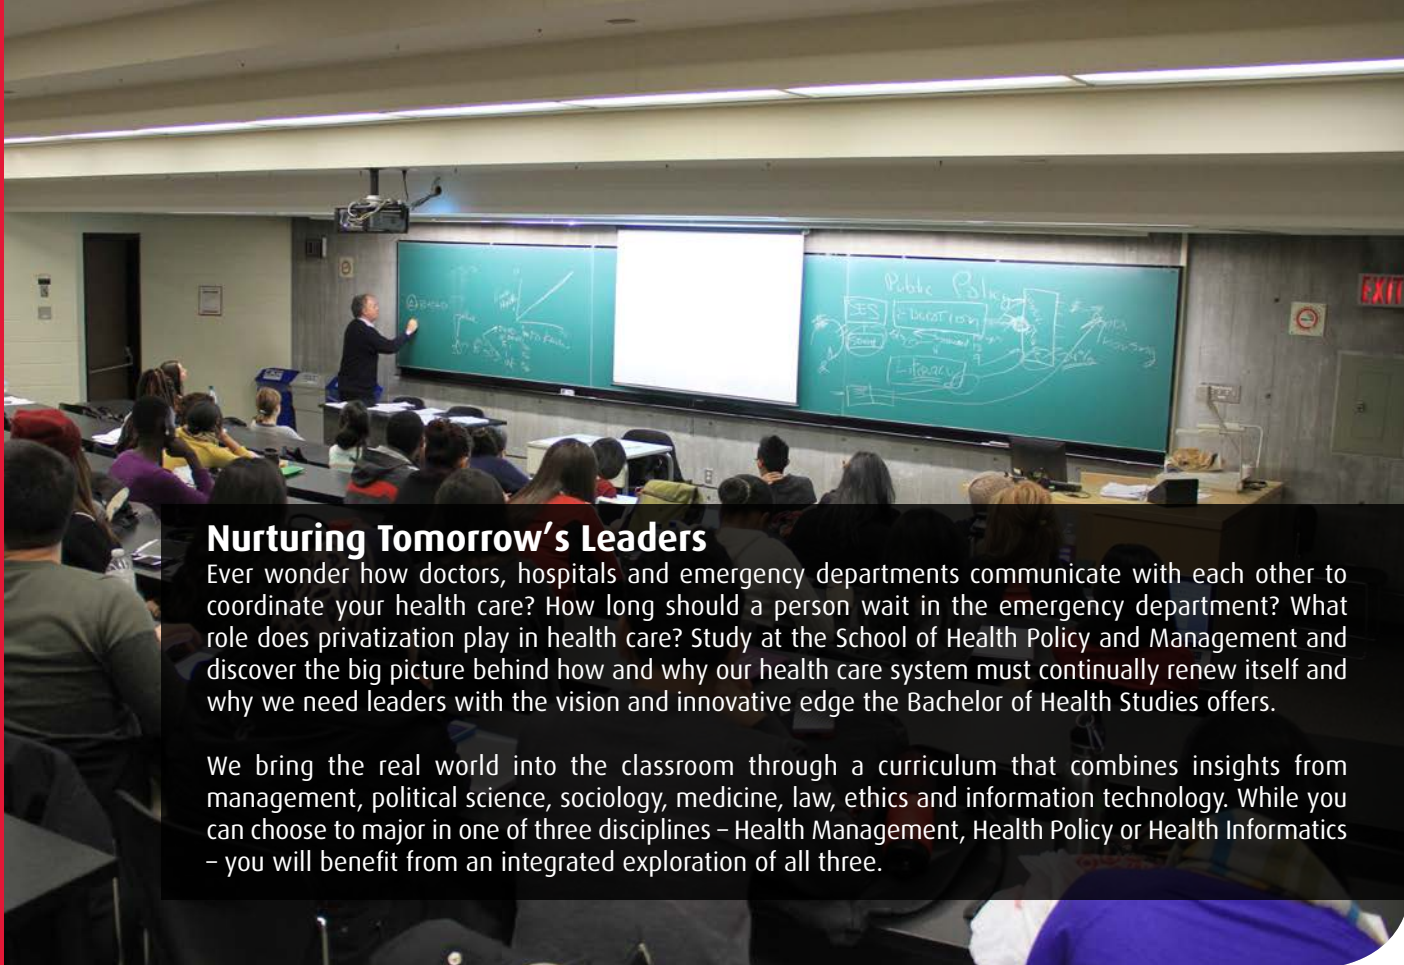 Public Policy
SES
EDUCATION
Literacy
housing
EXIT
Nurturing Tomorrow’s Leaders
Ever wonder how doctors, hospitals and emergency departments communicate with each other to
coordinate your health care? How long should a person wait in the emergency department? What
role does privatization play in health care? Study at the School of Health Policy and Management and
discover the big picture behind how and why our health care system must continually renew itself and
why we need leaders with the vision and innovative edge the Bachelor of Health Studies offers.
We bring the real world into the classroom through a curriculum that combines insights from
management, political science, sociology, medicine, law, ethics and information technology. While you
can choose to major in one of three disciplines – Health Management, Health Policy or Health Informatics
– you will benefit from an integrated exploration of all three.